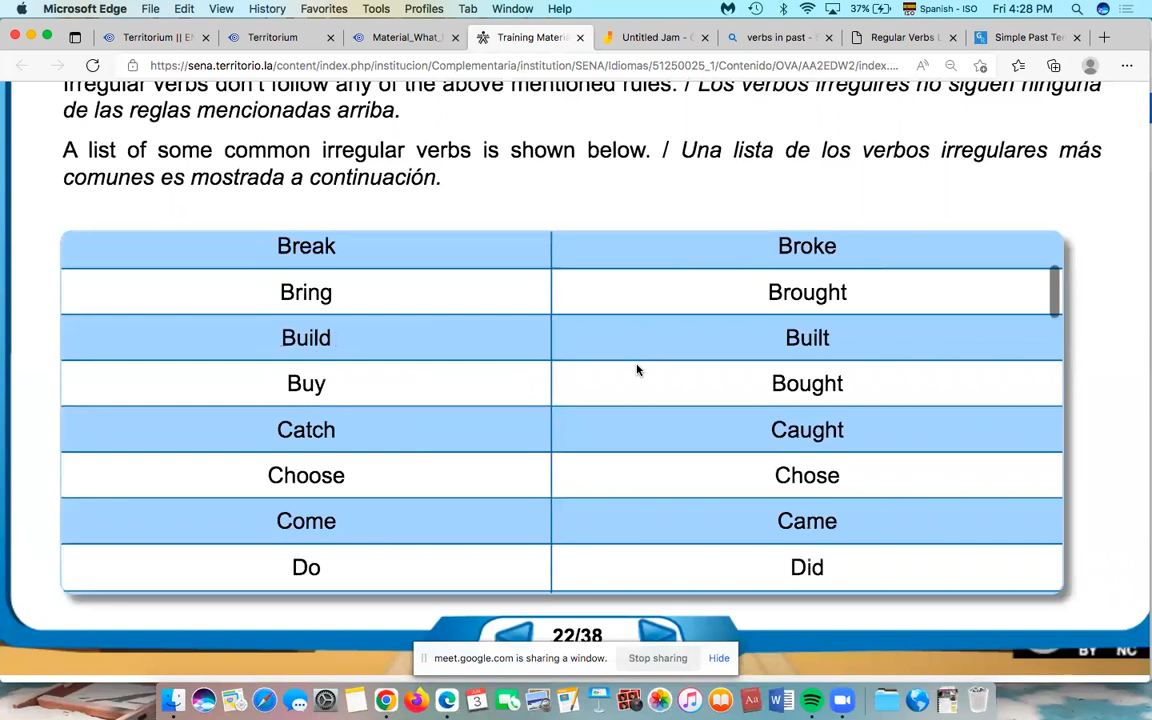 Microsoft Edge File Edit View History Favorites Tools Profiles Tab Window Help 37% Spanish - ISO Fri 4:28 PM
Territorium || E Territorium Material_What_ Training Materi Untitled Jam - verbs in past - Regular Verbs L Simple Past Te
https://sena.territorio.la/content/index.php/institucion/Complementaria/institution/SENA/Idiomas/51250025_1/Contenido/OVA/AA2EDW2/index...
Irregular verbs don't follow any of the above mentioned rules. / Los verbos irreguires no siguen ninguna
de las reglas mencionadas arriba.
A list of some common irregular verbs is shown below. / Una lista de los verbos irregulares más
comunes es mostrada a continuación.
Break Broke
Bring Brought
Build Built
Buy Bought
Catch Caught
Choose Chose
Come Came
Do Did
22/38
meet.google.com is sharing a window. Stop sharing Hide
BY NC